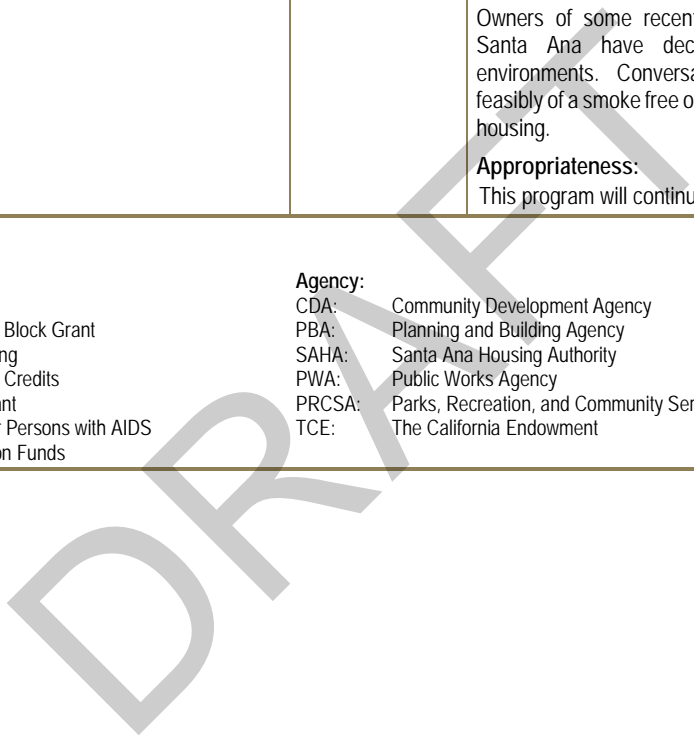 Owners of some recent
Santa Ana have dec
environments. Conversa
feasibly of a smoke free o
housing.
Appropriateness:
This program will continu
Agency:
CDA: Community Development Agency
Block Grant PBA: Planning and Building Agency
ng SAHA: Santa Ana Housing Authority
Credits PWA: Public Works Agency
nt PRCSA: Parks, Recreation, and Community Ser
r Persons with AIDS TCE: The California Endowment
on Funds
DRAFT